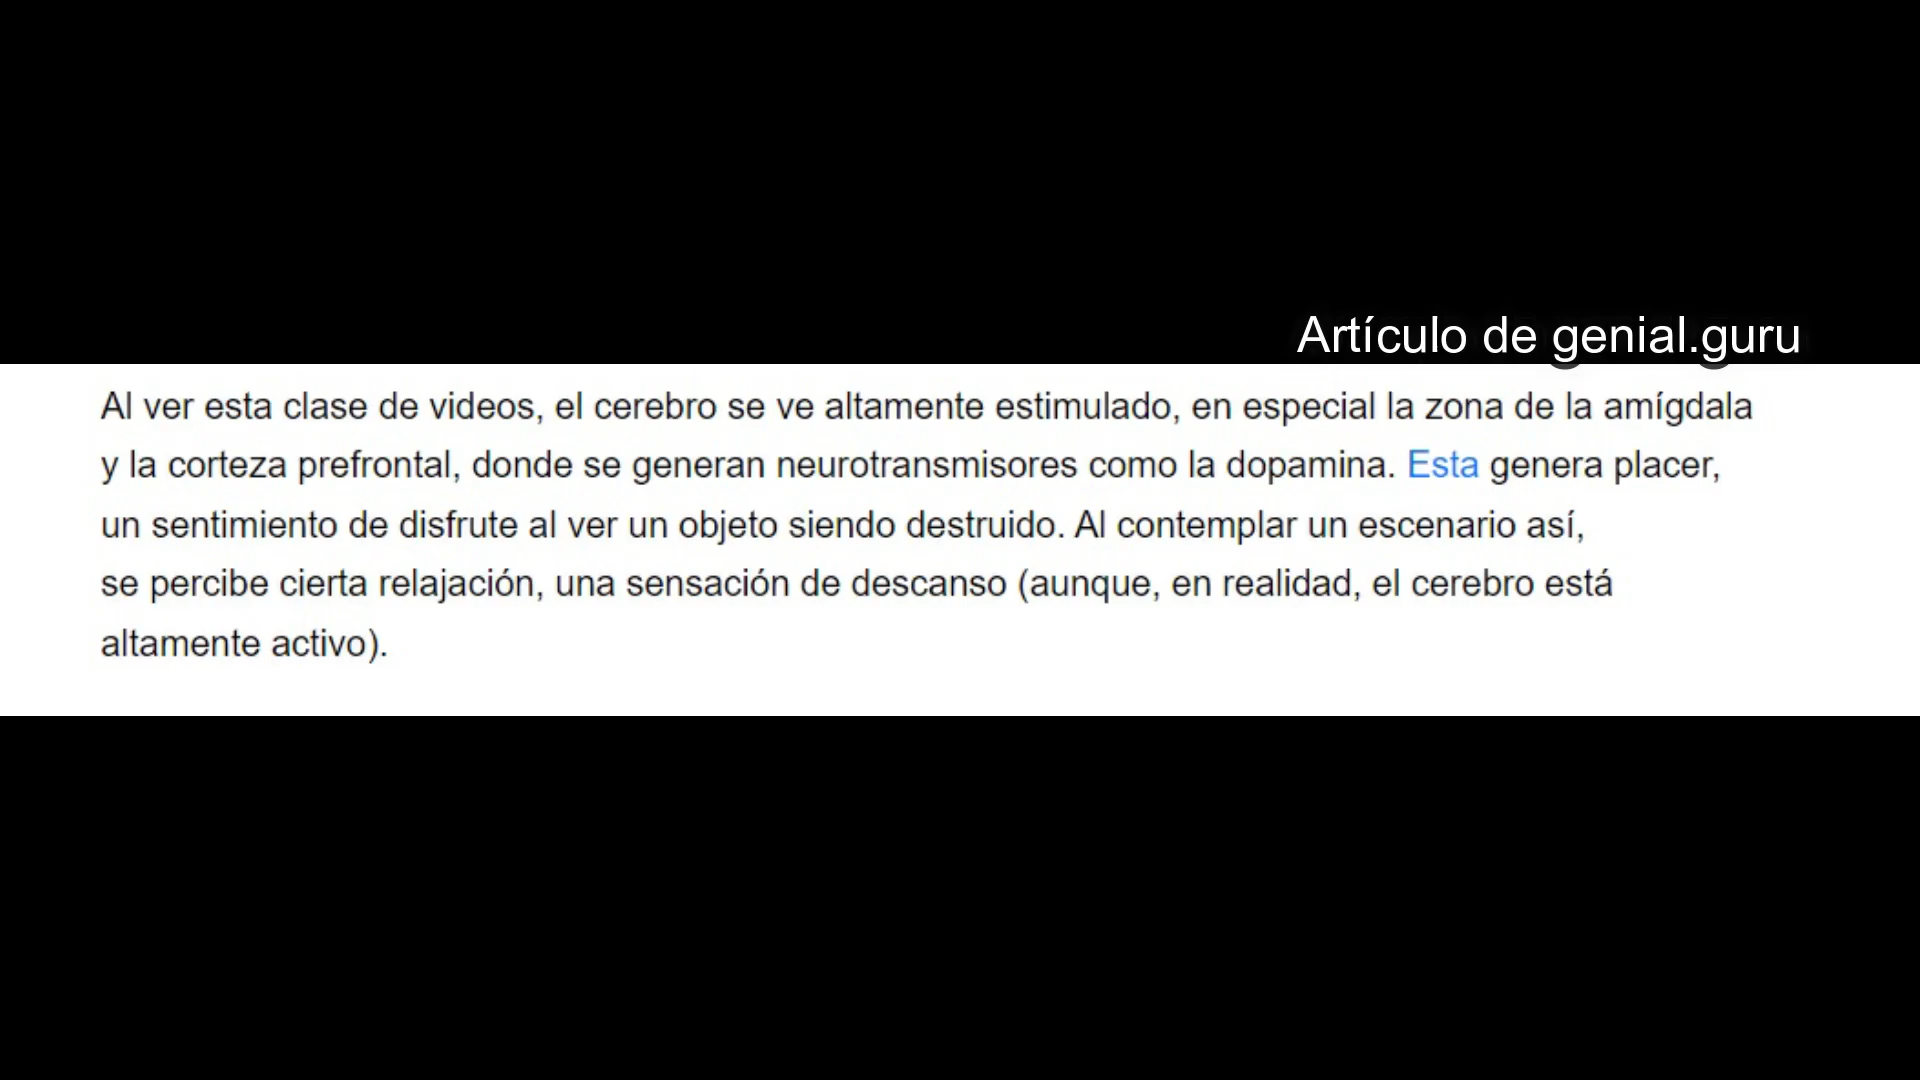 Artículo de genial.guru
Al ver esta clase de videos, el cerebro se ve altamente estimulado, en especial la zona de la amígdala
y la corteza prefrontal, donde se generan neurotransmisores como la dopamina. Esta genera placer,
un sentimiento de disfrute al ver un objeto siendo destruido. Al contemplar un escenario así,
se percibe cierta relajación, una sensación de descanso (aunque, en realidad, el cerebro está
altamente activo).